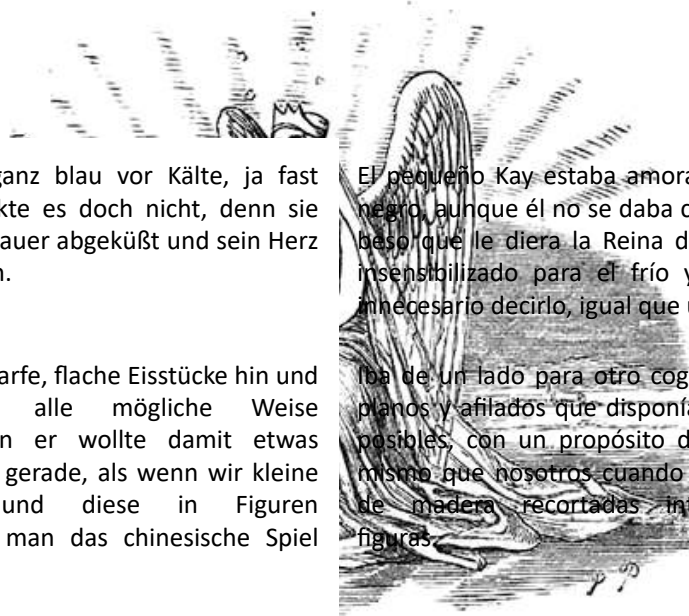 ganz blau vor Kälte, ja fast
kte es doch nicht, denn sie
auer abgeküßt und sein Herz
n.
arfe, flache Eisstücke hin und
alle mögliche Weise
n er wollte damit etwas
gerade, als wenn wir kleine
und diese in Figuren
man das chinesische Spiel
El pequeño Kay estaba amora
negro, aunque él no se daba c
beso que le diera la Reina d
insensibilizado para el frío y
innecesario decirlo, igual que u
Iba de un lado para otro cog
planos y afilados que disponía
posibles, con un propósito d
mismo que nosotros cuando
de madera recortadas int
figuras.